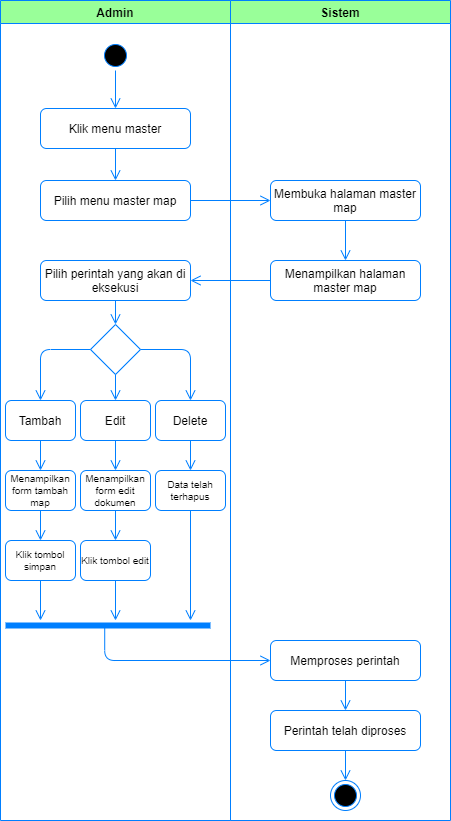 Admin
Sistem
Klik menu master
Pilih menu master map
Membuka halaman master
map
Pilih perintah yang akan di
eksekusi
Menampilkan halaman
master map
Tambah
Edit
Delete
Menampilkan
form tambah
map
Menampilkan
form edit
dokumen
Data telah
terhapus
Klik tombol
simpan
Klik tombol edit
Memproses perintah
Perintah telah diproses